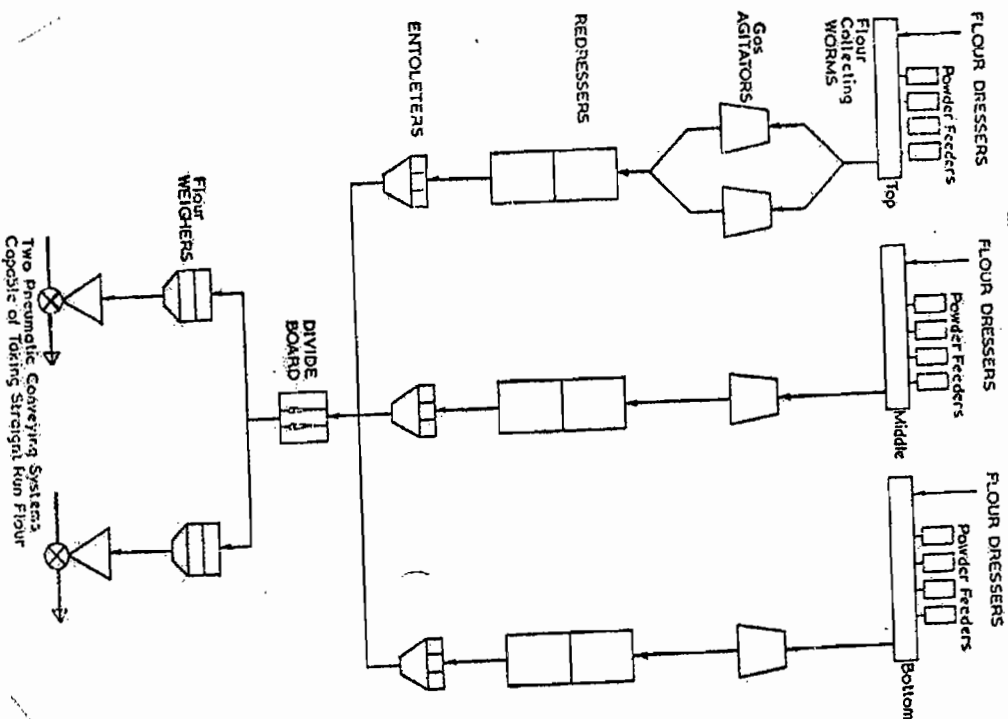 FLOUR DRESSERS
Powder Feeders
Top
Flour
Collecting
WORMS
Gas
AGITATORS
REDRESSERS
ENTOLETERS
FLOUR DRESSERS
Powder Feeders
Middle
FLOUR DRESSERS
Powder Feeders
Bottom
DIVIDE
BOARD
Flour
WEIGHERS
Two Pneumatic Conveying Systems
Capable of Taking Straight Run Flour